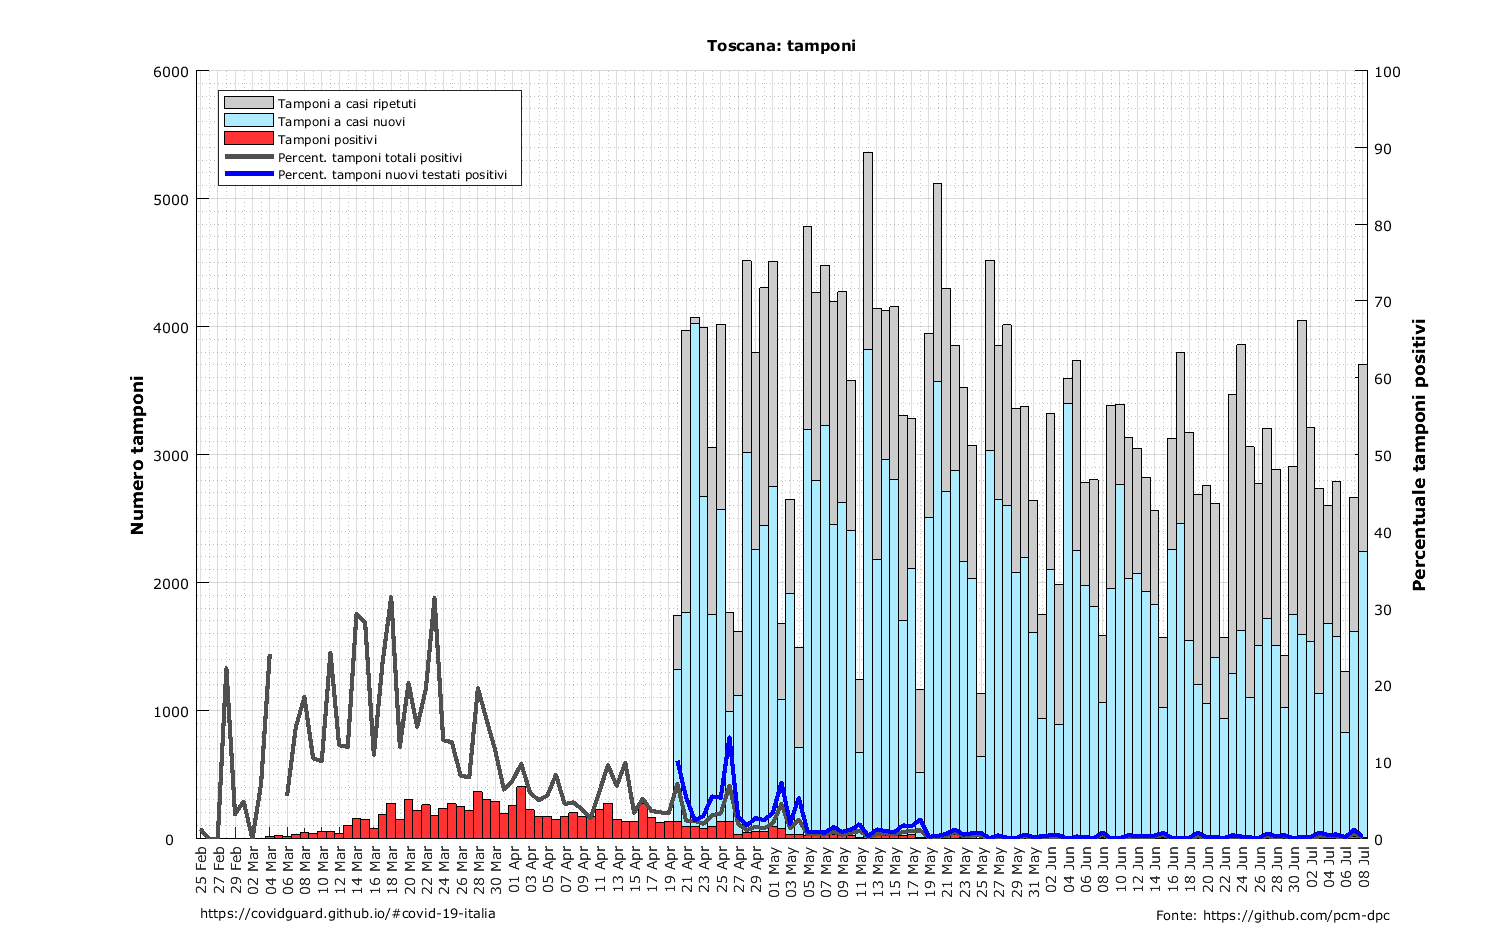 Toscana: tamponi
6000
5000
4000
3000
2000
1000
0
Numero tamponi
Tamponi a casi ripetuti
Tamponi a casi nuovi
Tamponi positivi
Percent. tamponi totali positivi
Percent. tamponi nuovi testati positivi
100
90
80
70
60
50
40
30
20
10
0
Percentuale tamponi positivi
25 Feb
27 Feb
29 Feb
02 Mar
04 Mar
06 Mar
08 Mar
10 Mar
12 Mar
14 Mar
16 Mar
18 Mar
20 Mar
22 Mar
24 Mar
26 Mar
28 Mar
30 Mar
01 Apr
03 Apr
05 Apr
07 Apr
09 Apr
11 Apr
13 Apr
15 Apr
17 Apr
19 Apr
21 Apr
23 Apr
25 Apr
27 Apr
29 Apr
01 May
03 May
05 May
07 May
09 May
11 May
13 May
15 May
17 May
19 May
21 May
23 May
25 May
27 May
29 May
31 May
02 Jun
04 Jun
06 Jun
08 Jun
10 Jun
12 Jun
14 Jun
16 Jun
18 Jun
20 Jun
22 Jun
24 Jun
26 Jun
28 Jun
30 Jun
02 Jul
04 Jul
06 Jul
08 Jul
https://covidguard.github.io/#covid-19-italia
Fonte: https://github.com/pcm-dpc